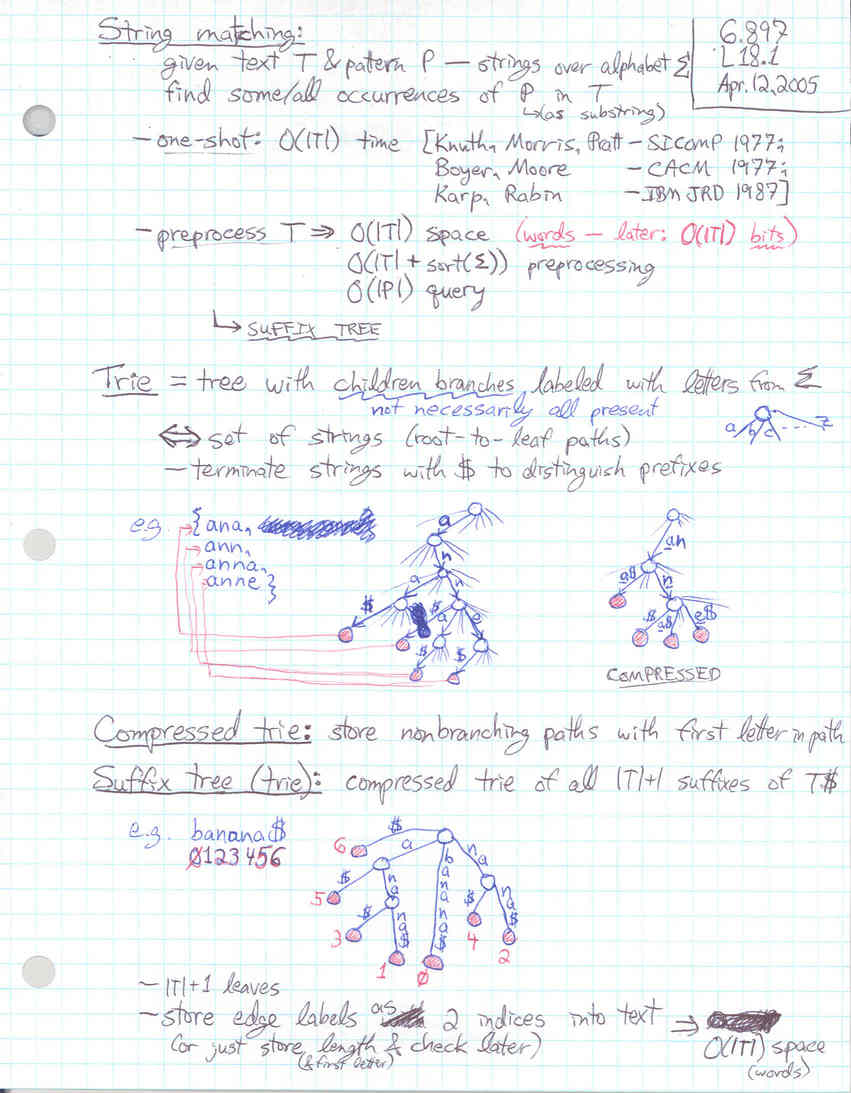 6.897
L18.1
Apr. 12, 2005
String matching:
given text T & pattern P — strings over alphabet Σ
find some/all occurrences of P in T
↳(as substring)
— one-shot: O(|T|) time [Knuth, Morris, Pratt — SICOMP 1977;
Boyer, Moore — CACM 1977;
Karp, Rabin — IBM JRD 1987]
— preprocess T ⇒ O(|T|) space (words — later: O(|T|) bits)
O(|T| + sort(Σ)) preprocessing
O(|P|) query
↳ SUFFIX TREE
Trie = tree with children branches labeled with letters from Σ
not necessarily all present
a b c ... z
⇔ set of strings (root-to-leaf paths)
— terminate strings with $ to distinguish prefixes
e.g. {ana,
ann,
anna,
anne}
a
n
a n
$ $ a e
$ $
an
a$ n
$ a$ e$
COMPRESSED
Compressed trie: store nonbranching paths with first letter in path
Suffix tree (trie): compressed trie of all |T|+1 suffixes of T$
e.g. banana$
0123456
$ a banana$ na
6
$ na $ na$
5
$ na$
3 4 2
1 0
— |T|+1 leaves
— store edge labels as 2 indices into text ⇒
(or just store length & check later) O(|T|) space
(& first letter) (words)